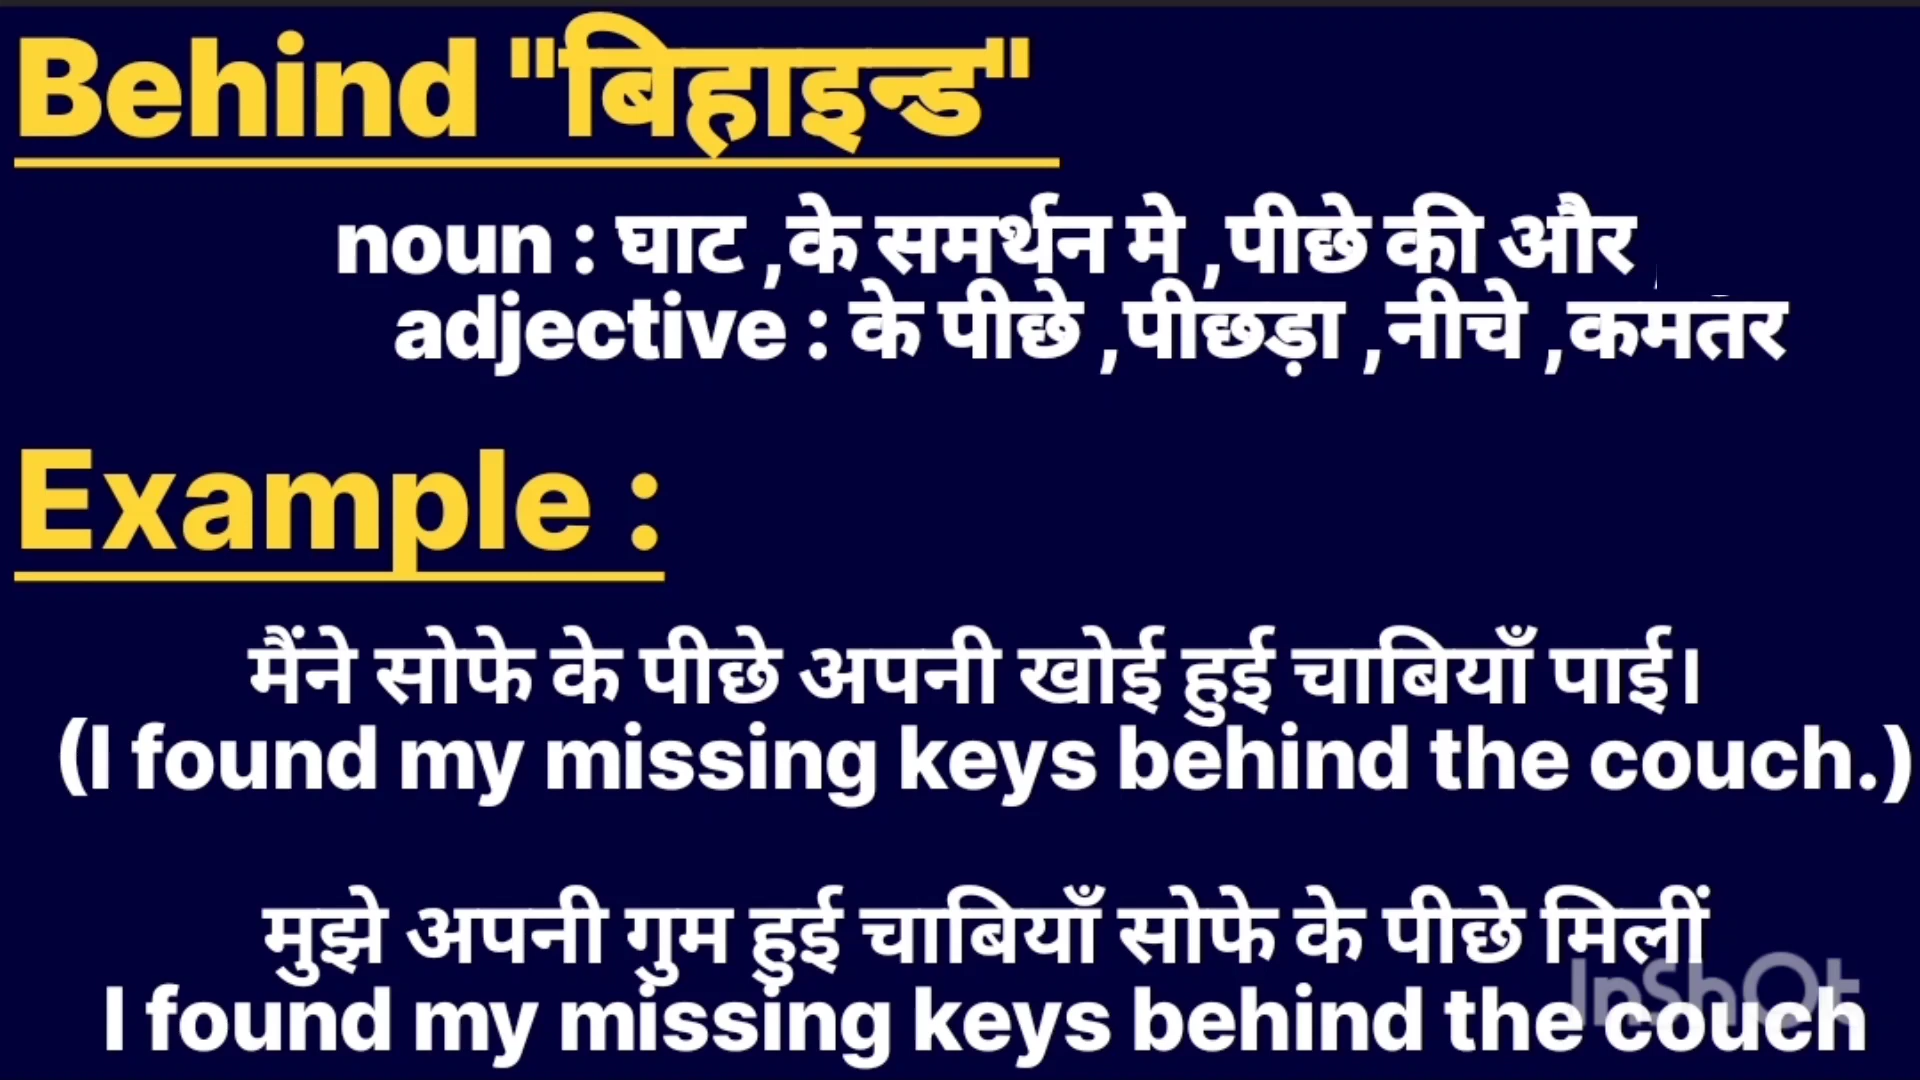 Behind "बिहाइन्ड"
noun : घाट ,के समर्थन मे ,पीछे की और
adjective : के पीछे ,पीछड़ा ,नीचे ,कमतर
Example :
मैंने सोफे के पीछे अपनी खोई हुई चाबियाँ पाई।
(I found my missing keys behind the couch.)
मुझे अपनी गुम हुई चाबियाँ सोफे के पीछे मिलीं
I found my missing keys behind the couch
InShOt